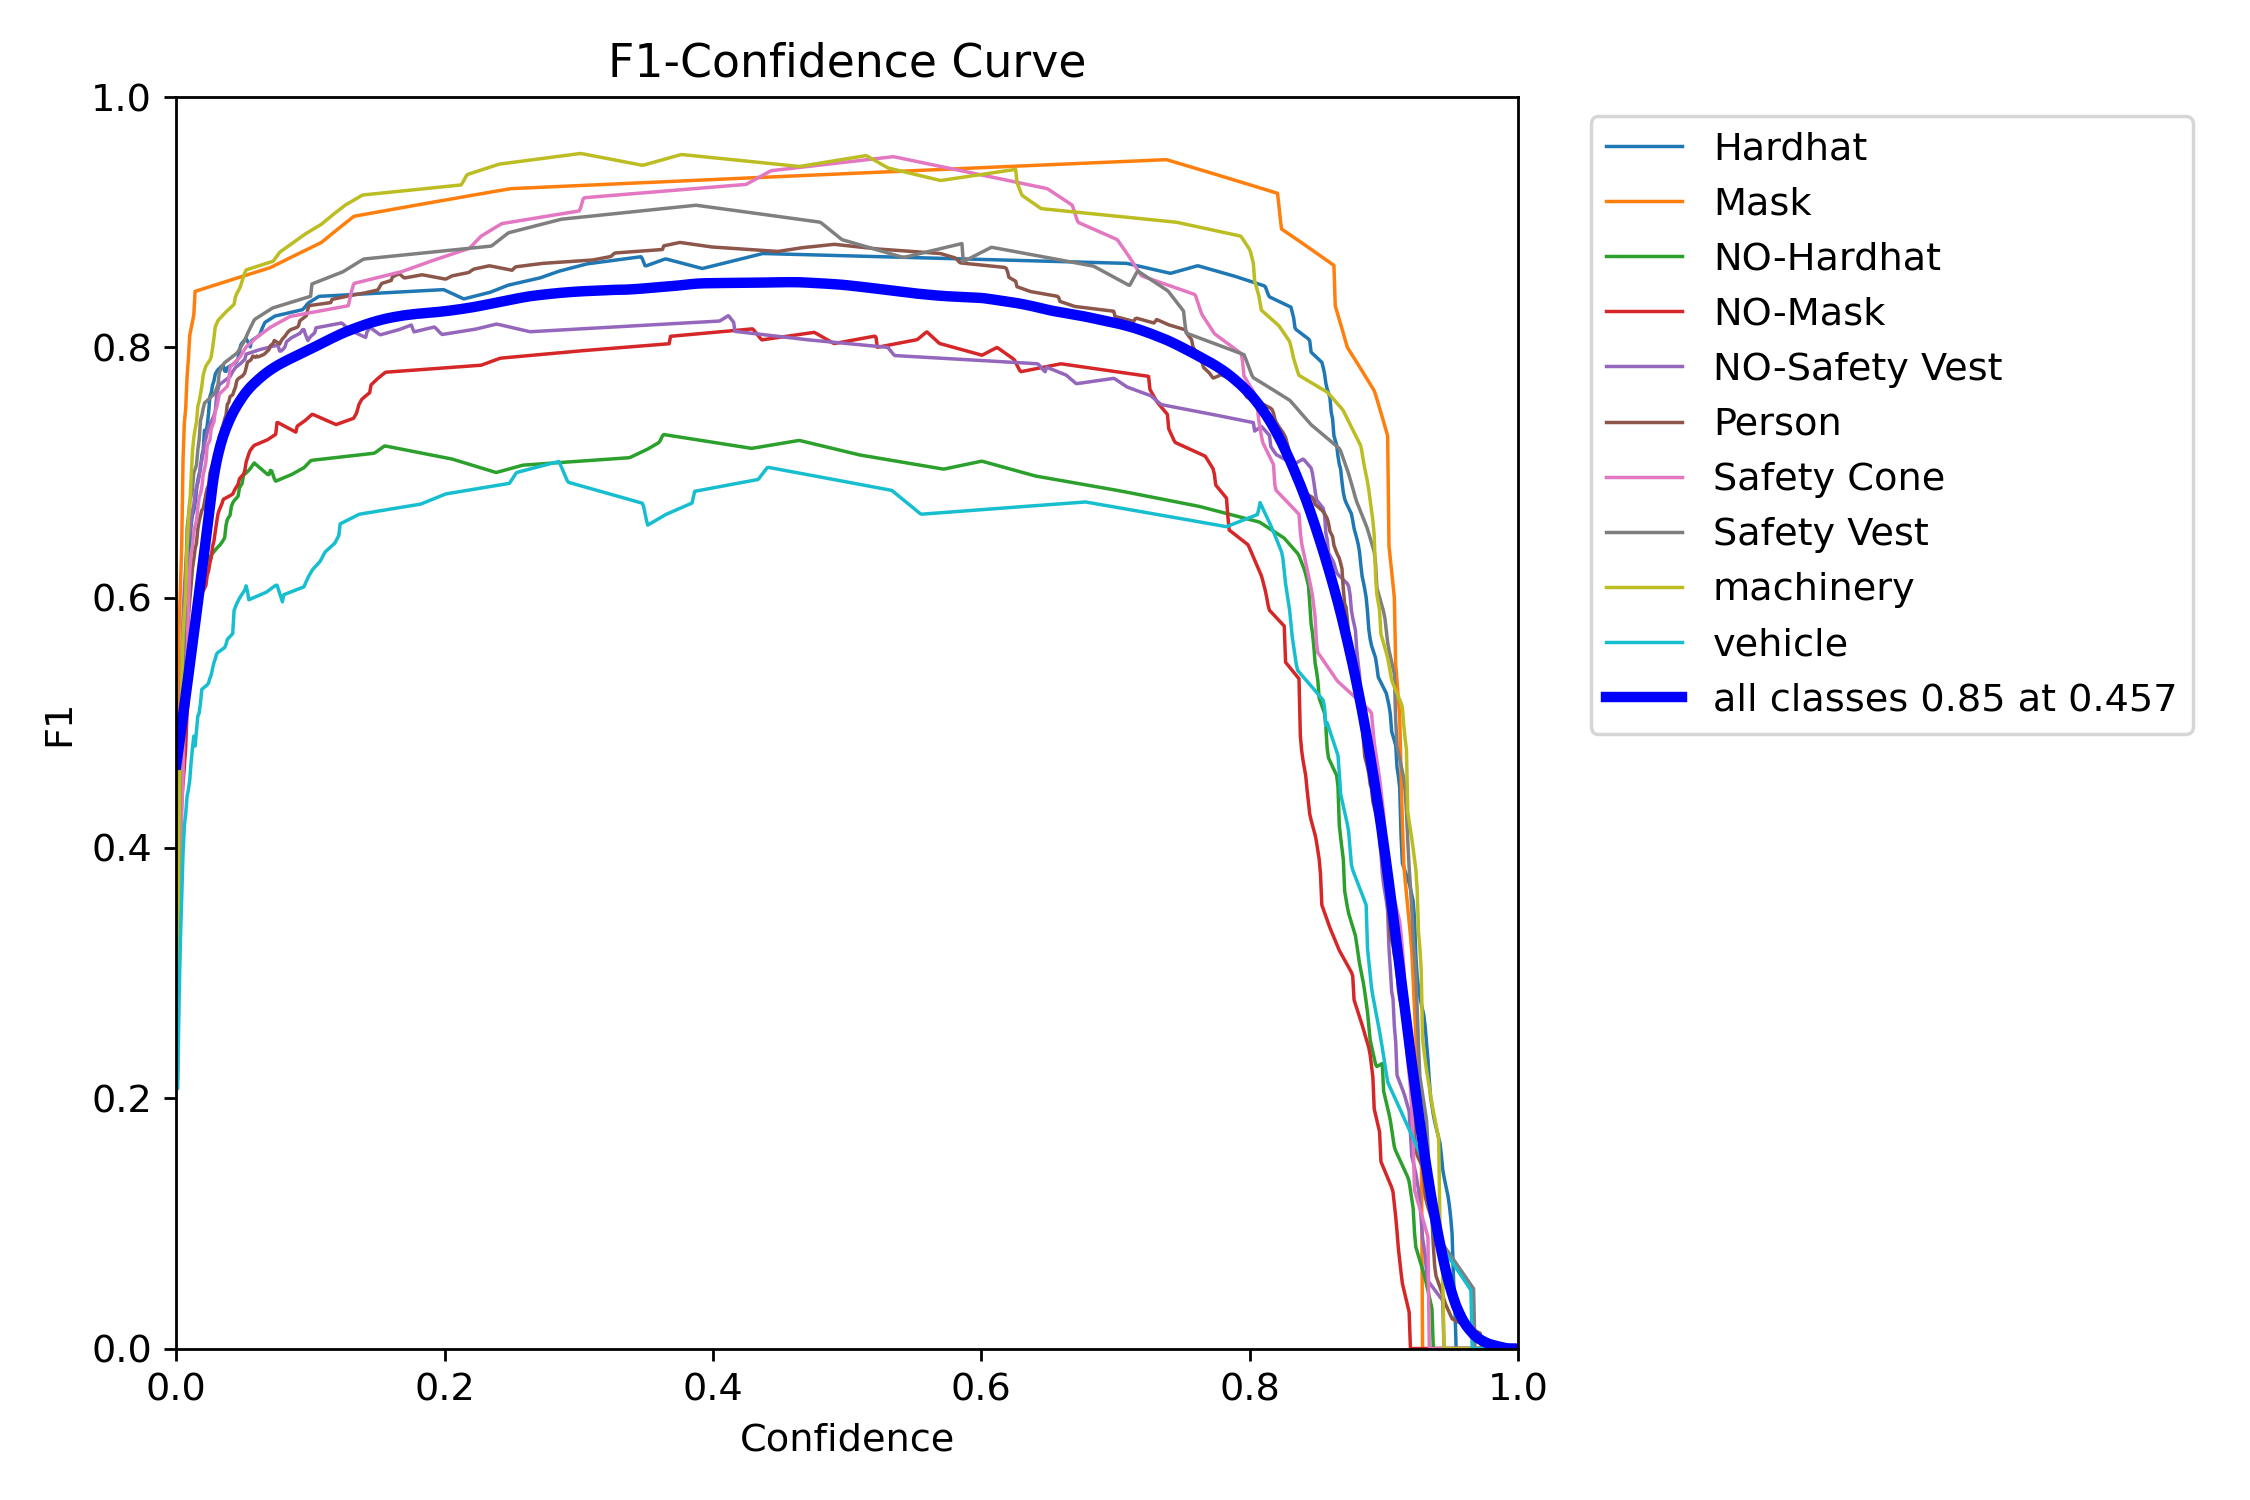 F1-Confidence Curve
1.0
0.8
0.6
0.4
0.2
0.0
F1
0.0 0.2 0.4 0.6 0.8 1.0
Confidence
Hardhat
Mask
NO-Hardhat
NO-Mask
NO-Safety Vest
Person
Safety Cone
Safety Vest
machinery
vehicle
all classes 0.85 at 0.457